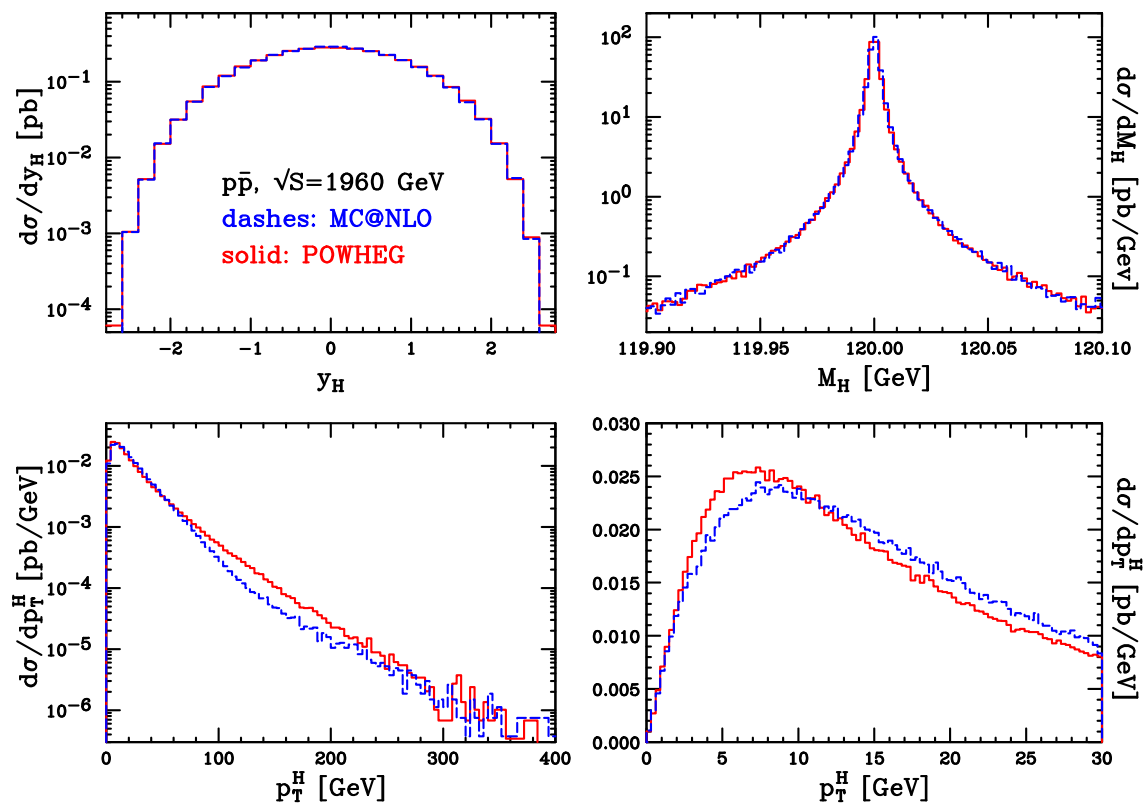 dσ/dy_H [pb]
10⁻¹
10⁻²
10⁻³
10⁻⁴
pp̄, √S=1960 GeV
dashes: MC@NLO
solid: POWHEG
−2 −1 0 1 2
y_H
10²
10¹
10⁰
10⁻¹
dσ/dM_H [pb/Gev]
119.90 119.95 120.00 120.05 120.10
M_H [GeV]
dσ/dp_T^H [pb/GeV]
10⁻²
10⁻³
10⁻⁴
10⁻⁵
10⁻⁶
0 100 200 300 400
p_T^H [GeV]
0.030
0.025
0.020
0.015
0.010
0.005
0.000
dσ/dp_T^H [pb/GeV]
0 5 10 15 20 25 30
p_T^H [GeV]